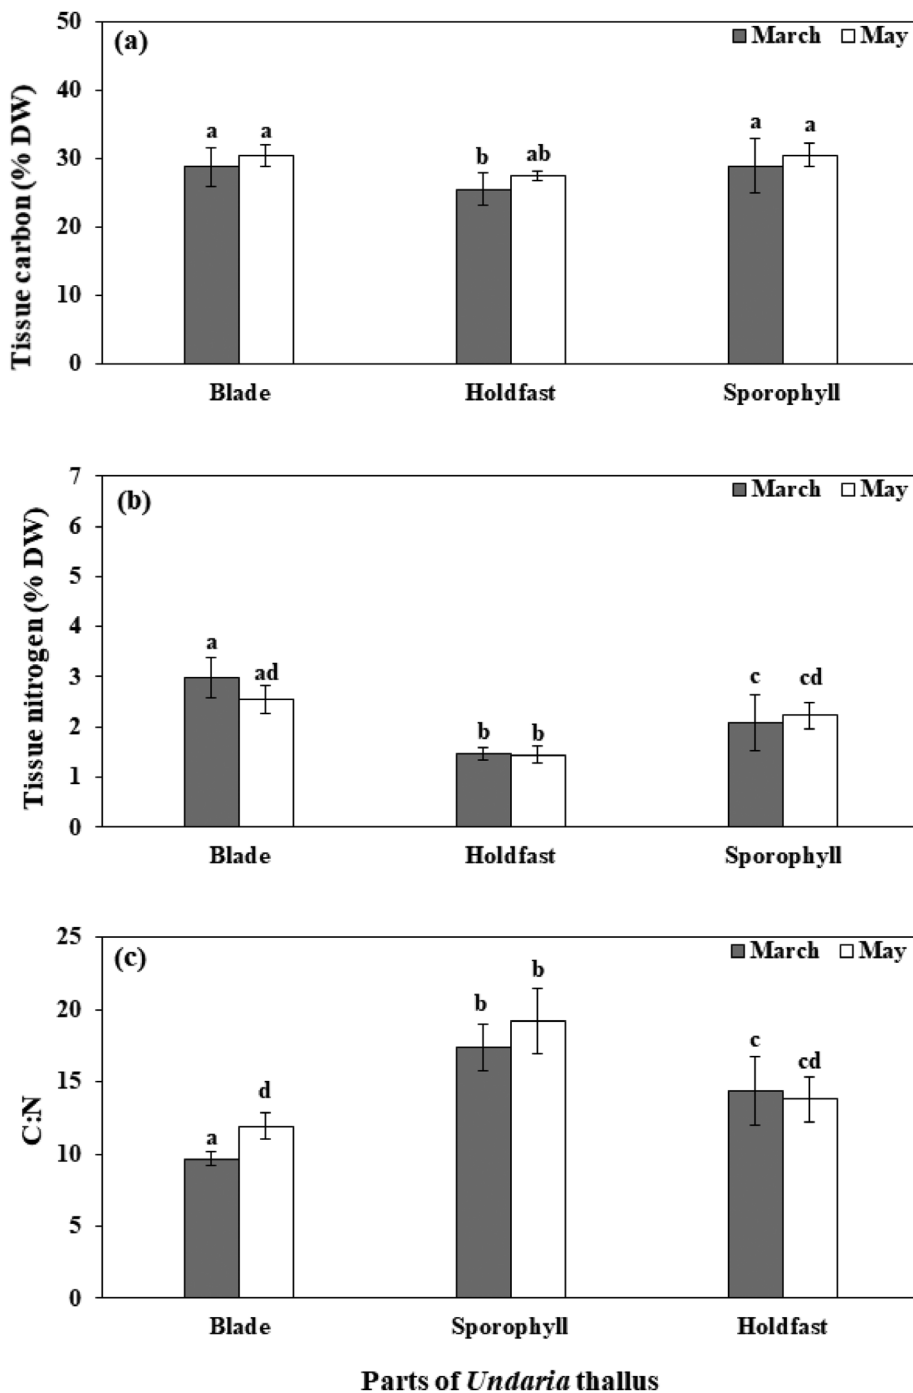 (a)
March May
50
40
30
20
10
0
Tissue carbon (% DW)
a a b ab a a
Blade Holdfast Sporophyll
(b)
March May
7
6
5
4
3
2
1
0
Tissue nitrogen (% DW)
a ad b b c cd
Blade Holdfast Sporophyll
(c)
March May
25
20
15
10
5
0
C:N
a d b b c cd
Blade Sporophyll Holdfast
Parts of Undaria thallus